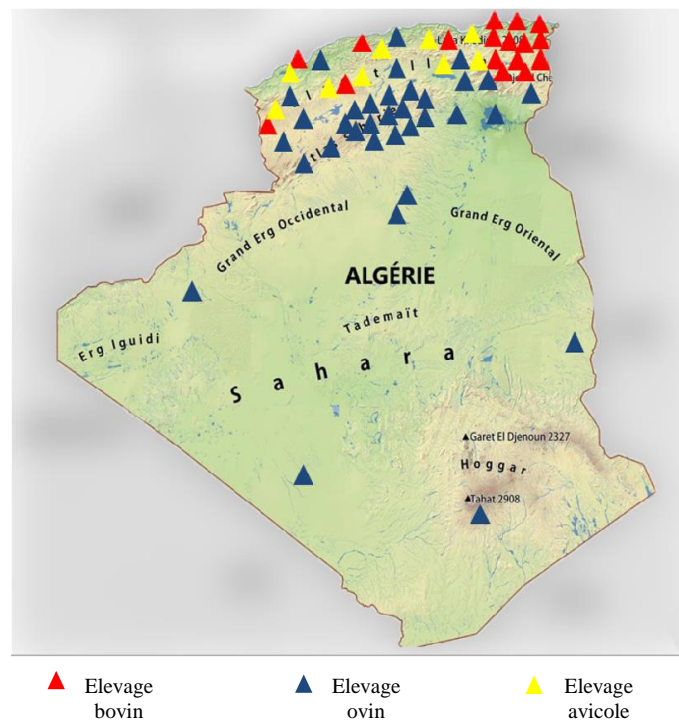 Grand Erg Occidental
Grand Erg Oriental
ALGÉRIE
Tademaït
Erg Iguidi
Sahara
Garet El Djenoun 2327
Hoggar
Tahat 2908
Elevage
bovin
Elevage
ovin
Elevage
avicole